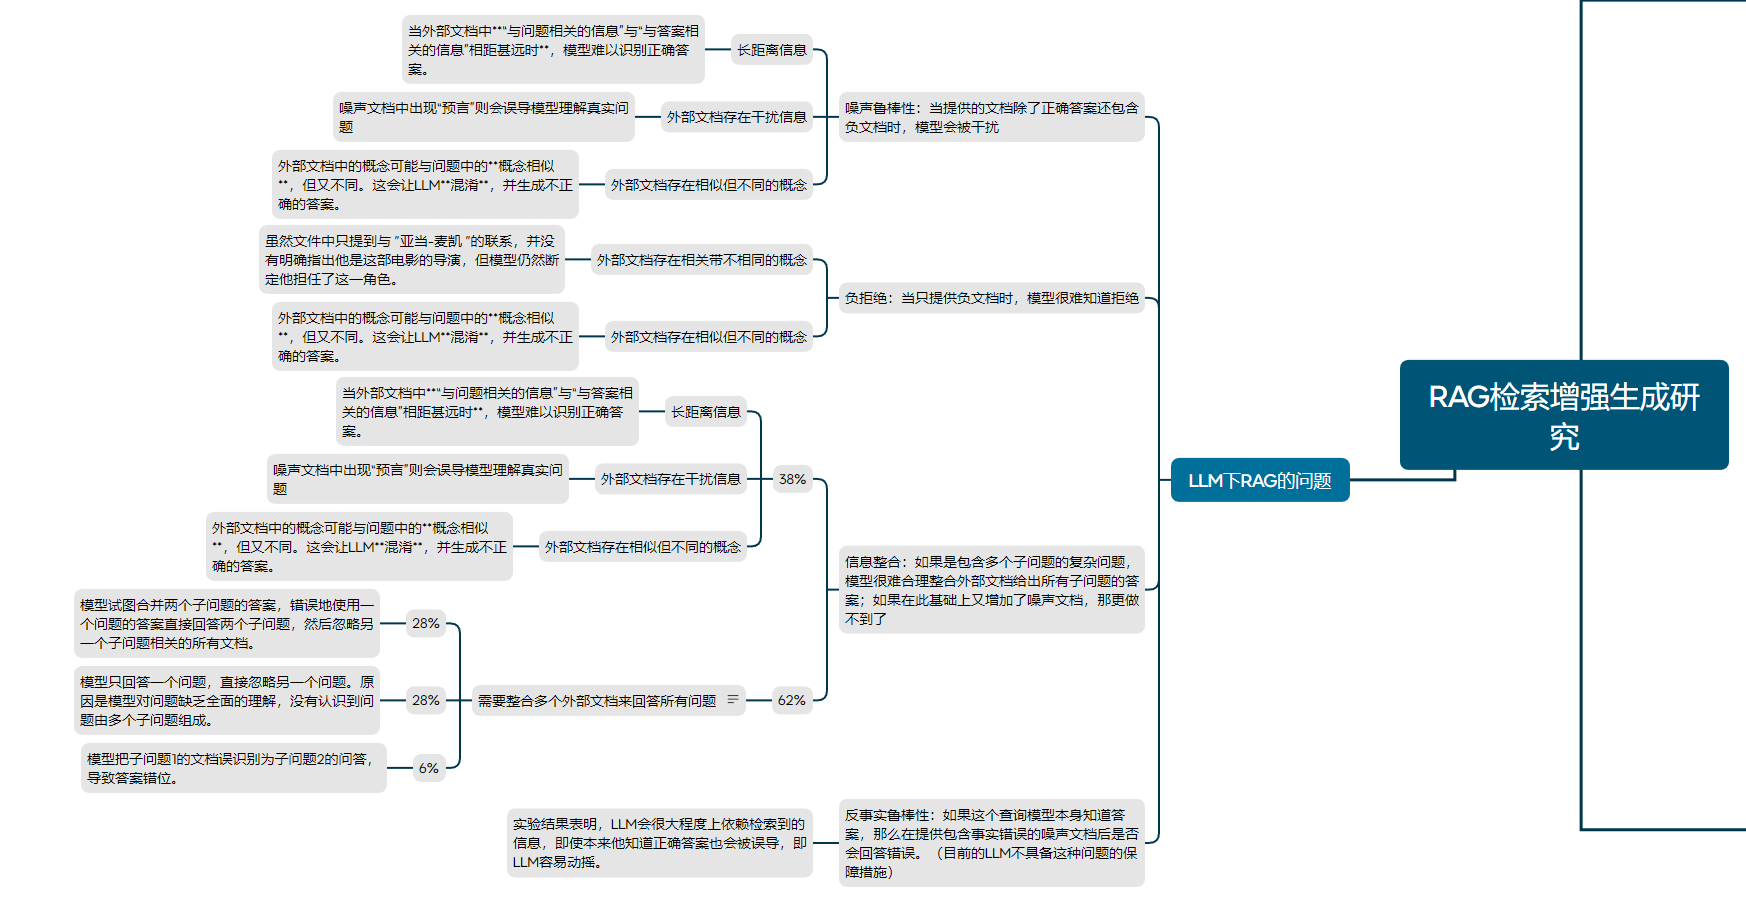 RAG检索增强生成研
究
LLM下RAG的问题
噪声鲁棒性：当提供的文档除了正确答案还包含
负文档时，模型会被干扰
长距离信息
当外部文档中**“与问题相关的信息”与“与答案相
关的信息”相距甚远时**，模型难以识别正确答
案。
外部文档存在干扰信息
噪声文档中出现“预言”则会误导模型理解真实问
题
外部文档存在相似但不同的概念
外部文档中的概念可能与问题中的**概念相似
**，但又不同。这会让LLM**混淆**，并生成不正
确的答案。
负拒绝：当只提供负文档时，模型很难知道拒绝
外部文档存在相关带不相同的概念
虽然文件中只提到与 "亚当-麦凯 "的联系，并没
有明确指出他是这部电影的导演，但模型仍然断
定他担任了这一角色。
外部文档存在相似但不同的概念
外部文档中的概念可能与问题中的**概念相似
**，但又不同。这会让LLM**混淆**，并生成不正
确的答案。
信息整合：如果是包含多个子问题的复杂问题，
模型很难合理整合外部文档给出所有子问题的答
案；如果在此基础上又增加了噪声文档，那更做
不到了
38%
长距离信息
当外部文档中**“与问题相关的信息”与“与答案相
关的信息”相距甚远时**，模型难以识别正确答
案。
外部文档存在干扰信息
噪声文档中出现“预言”则会误导模型理解真实问
题
外部文档存在相似但不同的概念
外部文档中的概念可能与问题中的**概念相似
**，但又不同。这会让LLM**混淆**，并生成不正
确的答案。
62%
需要整合多个外部文档来回答所有问题
28%
模型试图合并两个子问题的答案，错误地使用一
个问题的答案直接回答两个子问题，然后忽略另
一个子问题相关的所有文档。
28%
模型只回答一个问题，直接忽略另一个问题。原
因是模型对问题缺乏全面的理解，没有认识到问
题由多个子问题组成。
6%
模型把子问题1的文档误识别为子问题2的问答，
导致答案错位。
反事实鲁棒性：如果这个查询模型本身知道答
案，那么在提供包含事实错误的噪声文档后是否
会回答错误。（目前的LLM不具备这种问题的保
障措施）
实验结果表明，LLM会很大程度上依赖检索到的
信息，即使本来他知道正确答案也会被误导，即
LLM容易动摇。